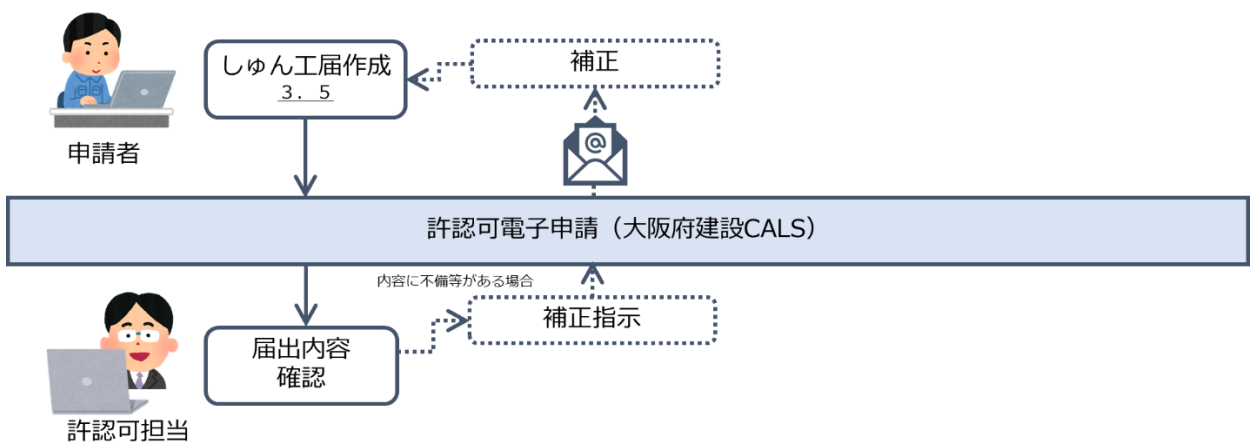 しゅん工届作成
３．５
補正
申請者
@
許認可電子申請（大阪府建設CALS）
内容に不備等がある場合
補正指示
届出内容
確認
許認可担当